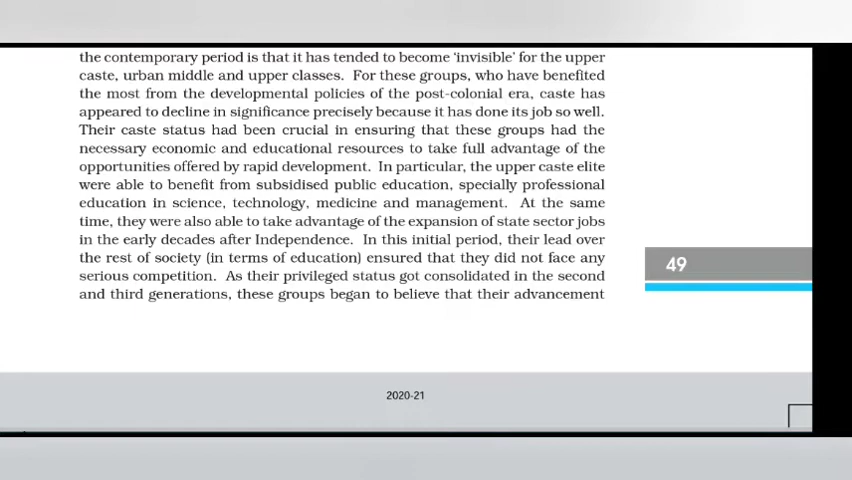 the contemporary period is that it has tended to become ‘invisible’ for the upper
caste, urban middle and upper classes. For these groups, who have benefited
the most from the developmental policies of the post-colonial era, caste has
appeared to decline in significance precisely because it has done its job so well.
Their caste status had been crucial in ensuring that these groups had the
necessary economic and educational resources to take full advantage of the
opportunities offered by rapid development. In particular, the upper caste elite
were able to benefit from subsidised public education, specially professional
education in science, technology, medicine and management. At the same
time, they were also able to take advantage of the expansion of state sector jobs
in the early decades after Independence. In this initial period, their lead over
the rest of society (in terms of education) ensured that they did not face any
serious competition. As their privileged status got consolidated in the second
and third generations, these groups began to believe that their advancement
49
2020-21